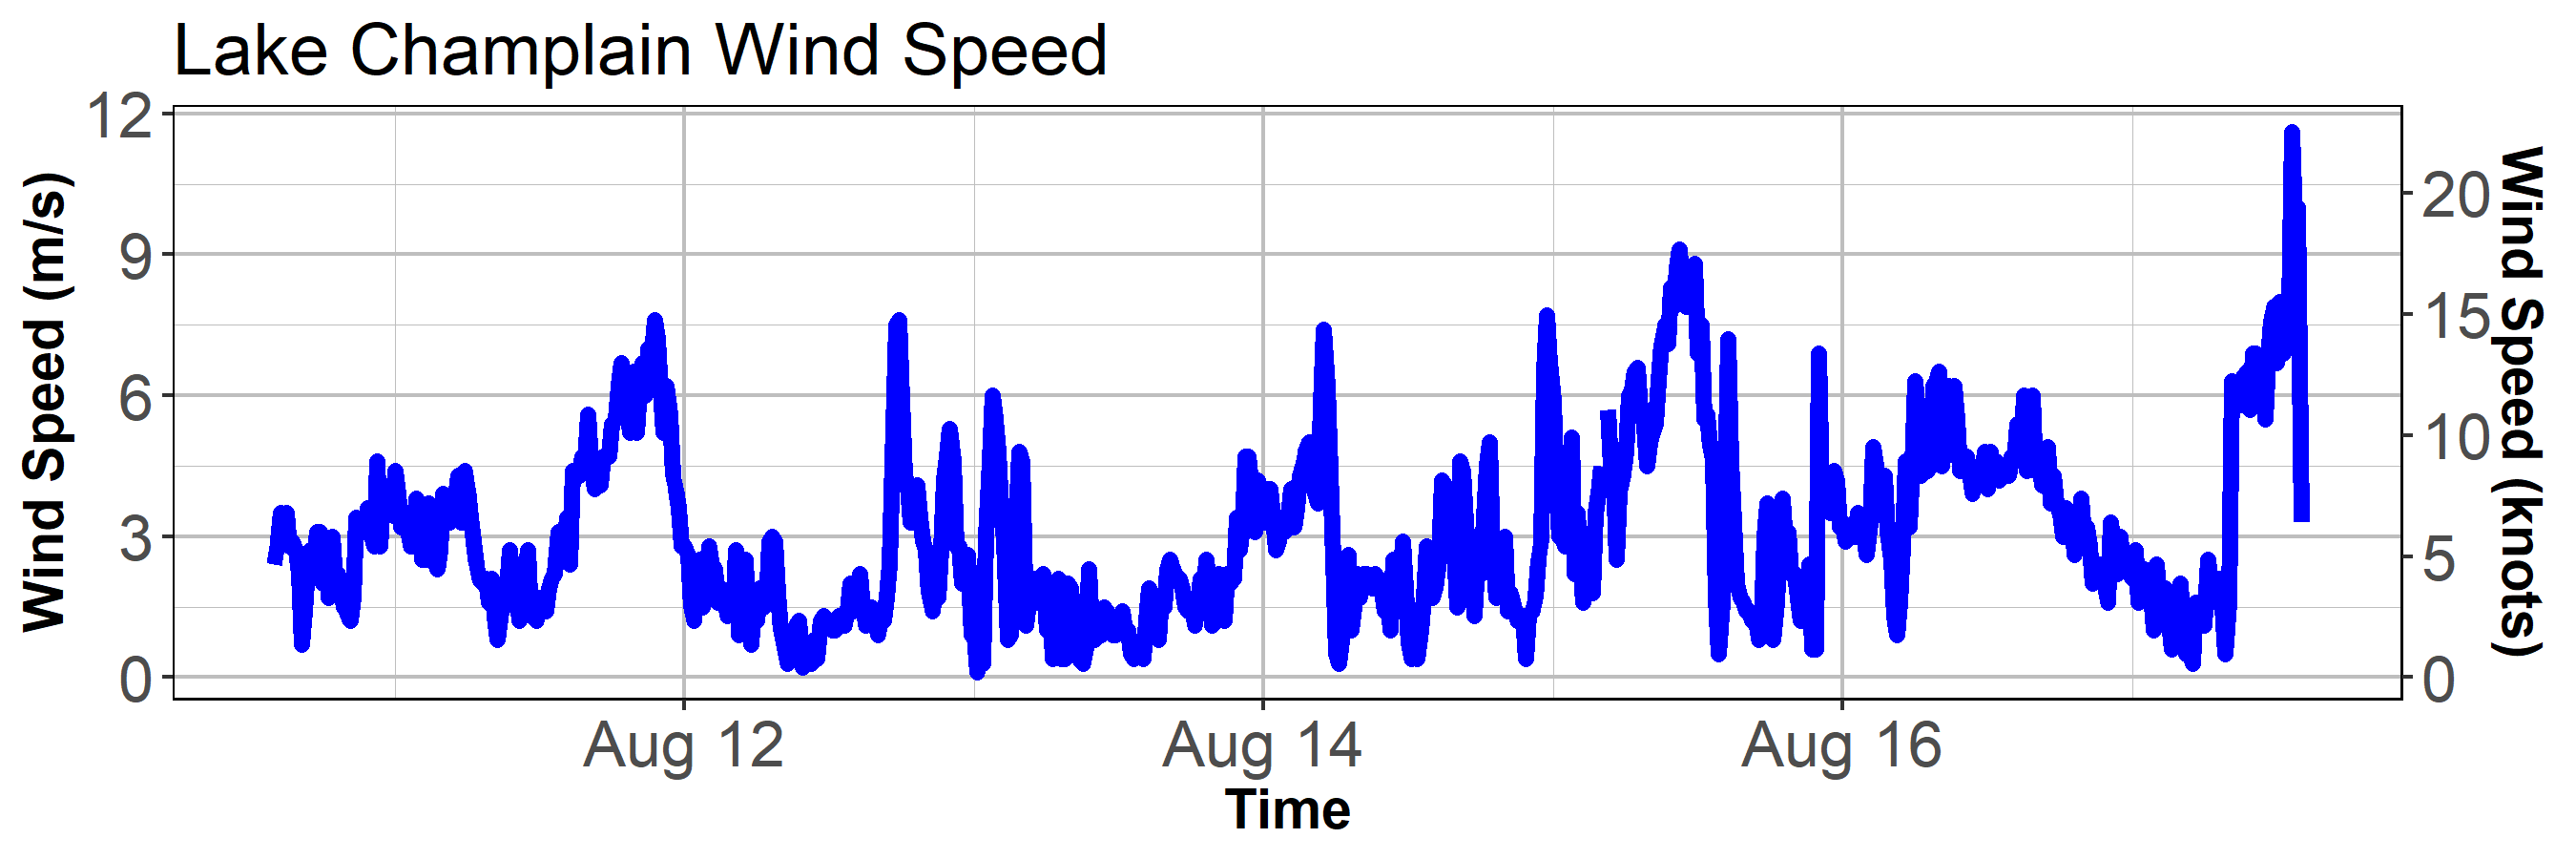 Lake Champlain Wind Speed
12
9
6
3
0
Wind Speed (m/s)
20
15
10
5
0
Wind Speed (knots)
Aug 12
Aug 14
Aug 16
Time